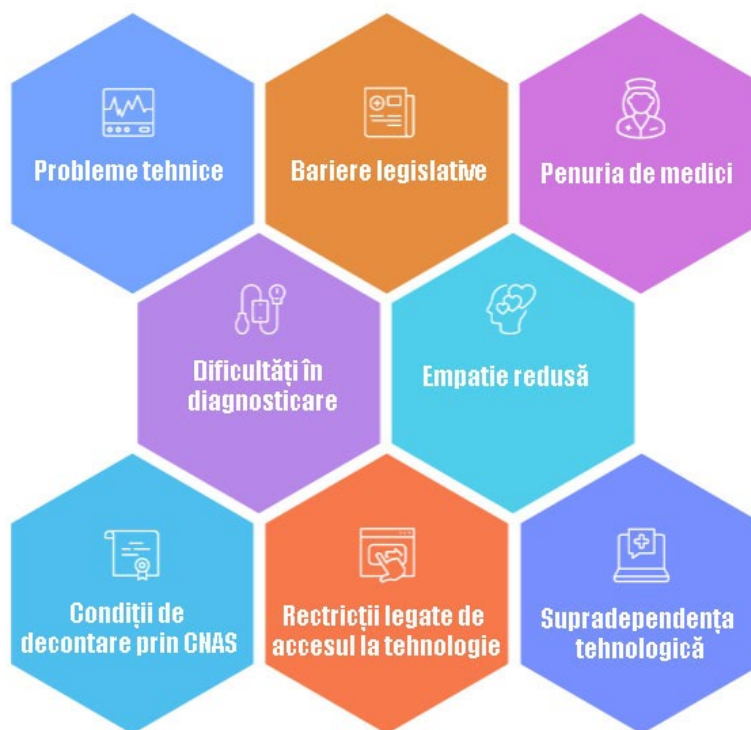 Probleme tehnice
Bariere legislative
Penuria de medici
Dificultăți în
diagnosticare
Empatie redusă
Condiții de
decontare prin CNAS
Rectricții legate de
accesul la tehnologie
Supradependența
tehnologică